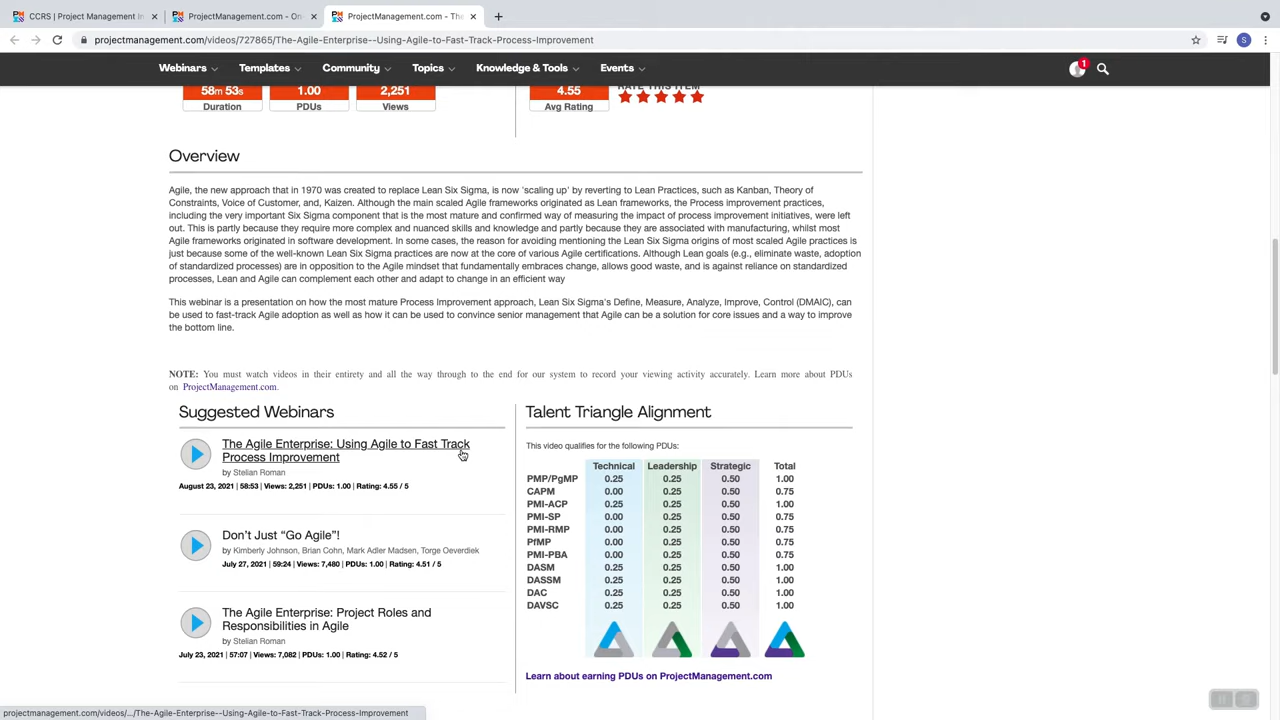 CCRS | Project Management In
ProjectManagement.com - On
ProjectManagement.com - The
projectmanagement.com/videos/727865/The-Agile-Enterprise--Using-Agile-to-Fast-Track-Process-Improvement
S
Webinars Templates Community Topics Knowledge & Tools Events
1
58m 53s 1.00 2,251 4.55 RATE THIS ITEM
Duration PDUs Views Avg Rating
Overview
Agile, the new approach that in 1970 was created to replace Lean Six Sigma, is now 'scaling up' by reverting to Lean Practices, such as Kanban, Theory of
Constraints, Voice of Customer, and, Kaizen. Although the main scaled Agile frameworks originated as Lean frameworks, the Process improvement practices,
including the very important Six Sigma component that is the most mature and confirmed way of measuring the impact of process improvement initiatives, were left
out. This is partly because they require more complex and nuanced skills and knowledge and partly because they are associated with manufacturing, whilst most
Agile frameworks originated in software development. In some cases, the reason for avoiding mentioning the Lean Six Sigma origins of most scaled Agile practices is
just because some of the well-known Lean Six Sigma practices are now at the core of various Agile certifications. Although Lean goals (e.g., eliminate waste, adoption
of standardized processes) are in opposition to the Agile mindset that fundamentally embraces change, allows good waste, and is against reliance on standardized
processes, Lean and Agile can complement each other and adapt to change in an efficient way
This webinar is a presentation on how the most mature Process Improvement approach, Lean Six Sigma's Define, Measure, Analyze, Improve, Control (DMAIC), can
be used to fast-track Agile adoption as well as how it can be used to convince senior management that Agile can be a solution for core issues and a way to improve
the bottom line.
NOTE: You must watch videos in their entirety and all the way through to the end for our system to record your viewing activity accurately. Learn more about PDUs
on ProjectManagement.com.
Suggested Webinars
The Agile Enterprise: Using Agile to Fast Track
Process Improvement
by Stelian Roman
August 23, 2021 | 58:53 | Views: 2,251 | PDUs: 1.00 | Rating: 4.55 / 5
Don't Just “Go Agile”!
by Kimberly Johnson, Brian Cohn, Mark Adler Madsen, Torge Oeverdiek
July 27, 2021 | 59:24 | Views: 7,480 | PDUs: 1.00 | Rating: 4.51 / 5
The Agile Enterprise: Project Roles and
Responsibilities in Agile
by Stelian Roman
July 23, 2021 | 57:07 | Views: 7,082 | PDUs: 1.00 | Rating: 4.52 / 5
Talent Triangle Alignment
This video qualifies for the following PDUs:
Technical Leadership Strategic Total
PMP/PgMP 0.25 0.25 0.50 1.00
CAPM 0.00 0.25 0.50 0.75
PMI-ACP 0.25 0.25 0.50 1.00
PMI-SP 0.00 0.25 0.50 0.75
PMI-RMP 0.00 0.25 0.50 0.75
PfMP 0.00 0.25 0.50 0.75
PMI-PBA 0.00 0.25 0.50 0.75
DASM 0.25 0.25 0.50 1.00
DASSM 0.25 0.25 0.50 1.00
DAC 0.25 0.25 0.50 1.00
DAVSC 0.25 0.25 0.50 1.00
Learn about earning PDUs on ProjectManagement.com
projectmanagement.com/videos/.../The-Agile-Enterprise--Using-Agile-to-Fast-Track-Process-Improvement